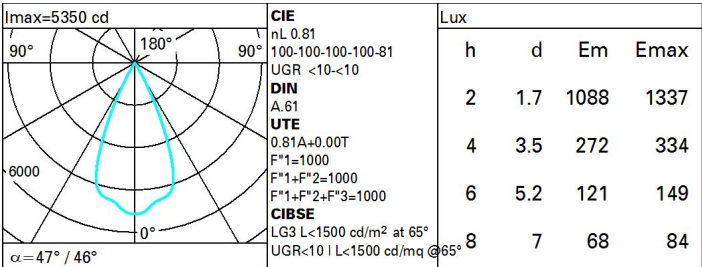 Imax=5350 cd
90°
180°
90°
6000
0°
α=47° / 46°
CIE
nL 0.81
100-100-100-100-81
UGR <10-<10
DIN
A.61
UTE
0.81A+0.00T
F"1=1000
F"1+F"2=1000
F"1+F"2+F"3=1000
CIBSE
LG3 L<1500 cd/m² at 65°
UGR<10 | L<1500 cd/mq @65°
Lux
h d Em Emax
2 1.7 1088 1337
4 3.5 272 334
6 5.2 121 149
8 7 68 84